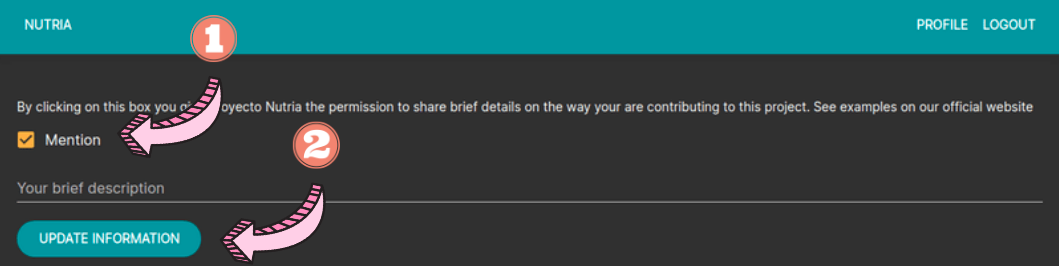 NUTRIA PROFILE LOGOUT
1
By clicking on this box you gi Proyecto Nutria the permission to share brief details on the way your are contributing to this project. See examples on our official website
Mention
2
Your brief description
UPDATE INFORMATION